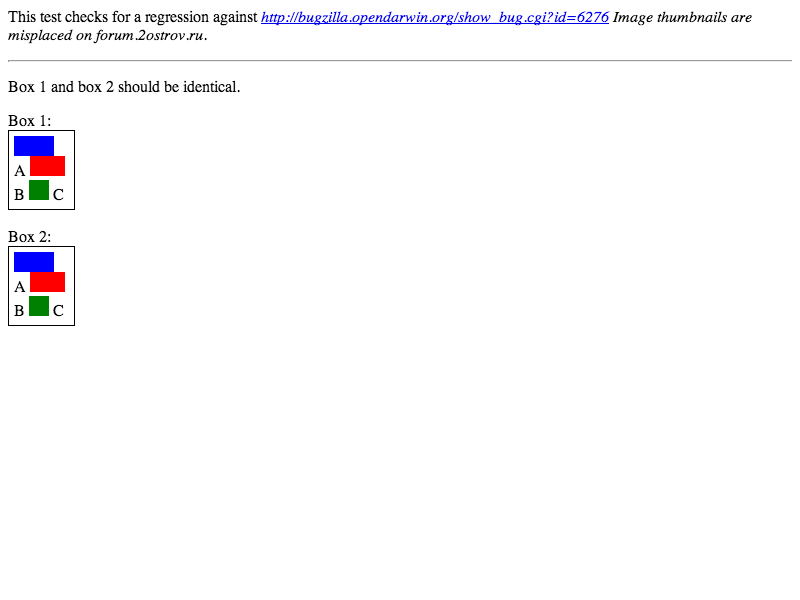 This test checks for a regression against http://bugzilla.opendarwin.org/show_bug.cgi?id=6276 Image thumbnails are
misplaced on forum.2ostrov.ru.
Box 1 and box 2 should be identical.
Box 1:
A
B C
Box 2:
A
B C